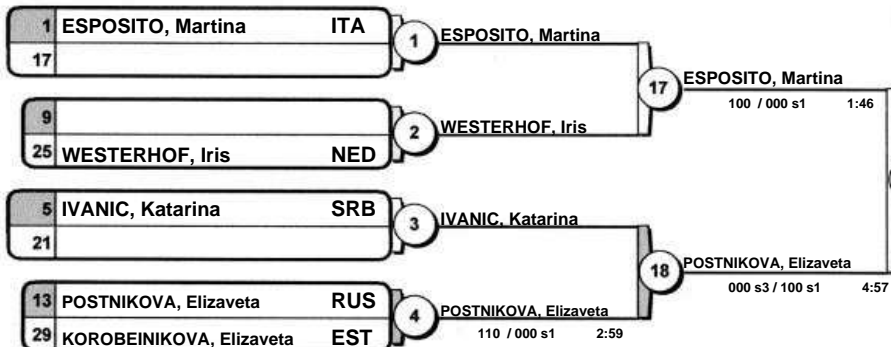 1 ESPOSITO, Martina ITA
17
1
ESPOSITO, Martina
17
ESPOSITO, Martina
100 / 000 s1 1:46
9
25 WESTERHOF, Iris NED
2
WESTERHOF, Iris
5 IVANIC, Katarina SRB
21
3
IVANIC, Katarina
18
POSTNIKOVA, Elizaveta
000 s3 / 100 s1 4:57
13 POSTNIKOVA, Elizaveta RUS
29 KOROBEINIKOVA, Elizaveta EST
4
POSTNIKOVA, Elizaveta
110 / 000 s1 2:59